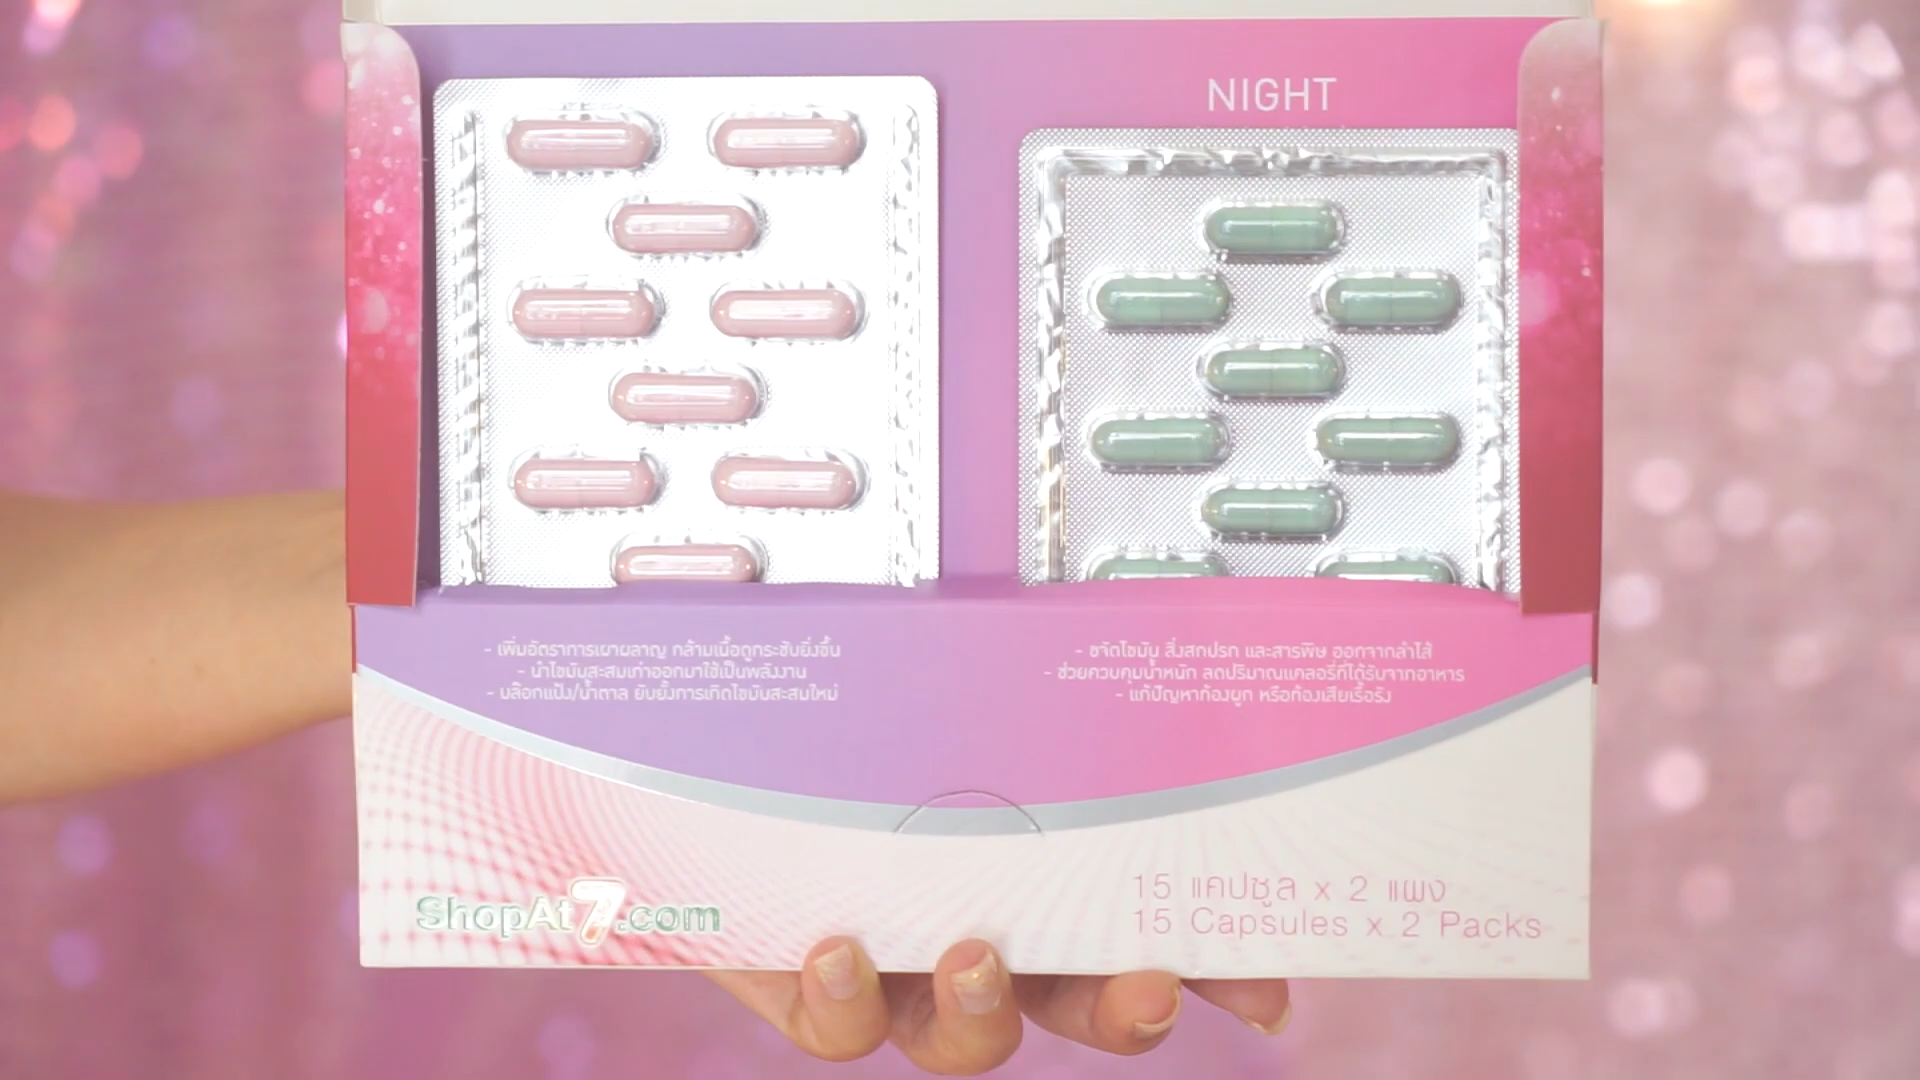 NIGHT
- เพิ่มอัตราการเผาผลาญ กล้ามเนื้อดูกระชับยิ่งขึ้น
- นำไขมันสะสมเก่าออกมาใช้เป็นพลังงาน
- บล๊อกแป้ง/น้ำตาล ยับยั้งการเกิดไขมันสะสมใหม่
- ขจัดไขมัน สิ่งสกปรก และสารพิษ ออกจากลำไส้
- ช่วยควบคุมน้ำหนัก ลดปริมาณแคลอรี่ที่ได้รับจากอาหาร
- แก้ปัญหาท้องผูก หรือท้องเสียเรื้อรัง
ShopAt7.com
15 แคปซูล x 2 แผง
15 Capsules x 2 Packs